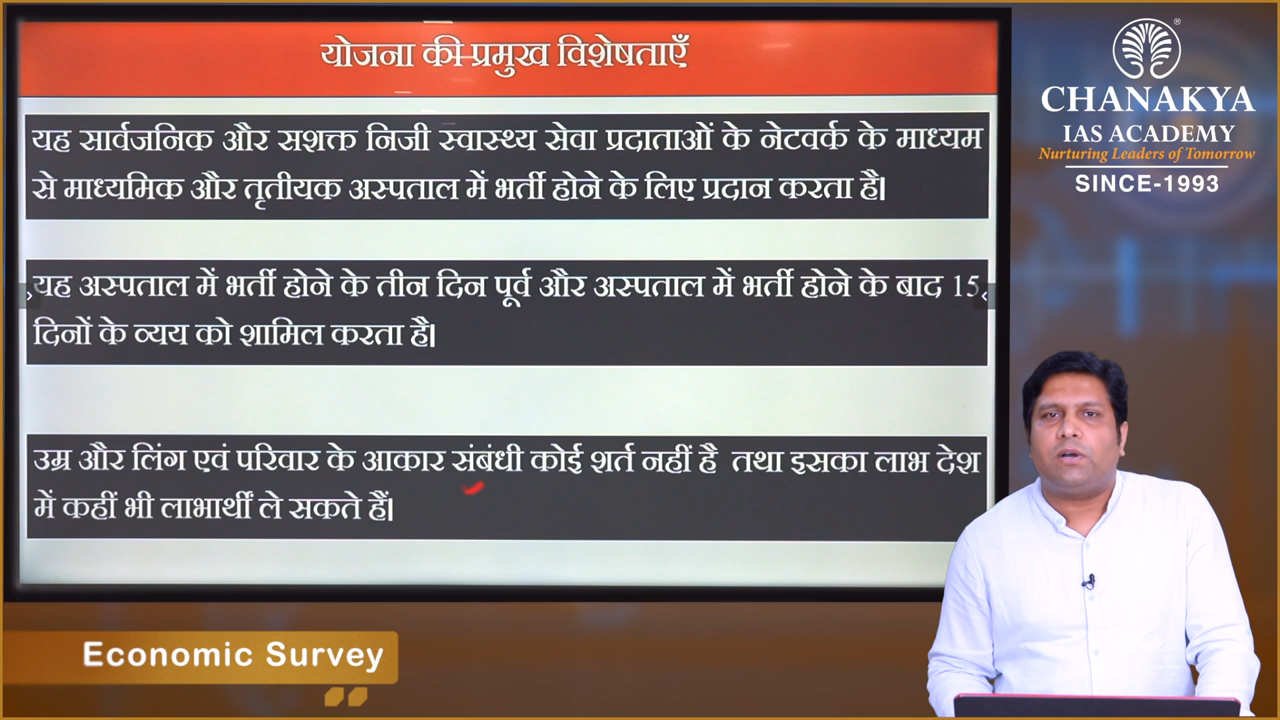 योजना की प्रमुख विशेषताएँ
यह सार्वजनिक और सशक्त निजी स्वास्थ्य सेवा प्रदाताओं के नेटवर्क के माध्यम
से माध्यमिक और तृतीयक अस्पताल में भर्ती होने के लिए प्रदान करता है।
यह अस्पताल में भर्ती होने के तीन दिन पूर्व और अस्पताल में भर्ती होने के बाद 15
दिनों के व्यय को शामिल करता है।
उम्र और लिंग एवं परिवार के आकार संबंधी कोई शर्त नहीं है तथा इसका लाभ देश
में कहीं भी लाभार्थी ले सकते हैं।
®
CHANAKYA
IAS ACADEMY
Nurturing Leaders of Tomorrow
SINCE-1993
Economic Survey